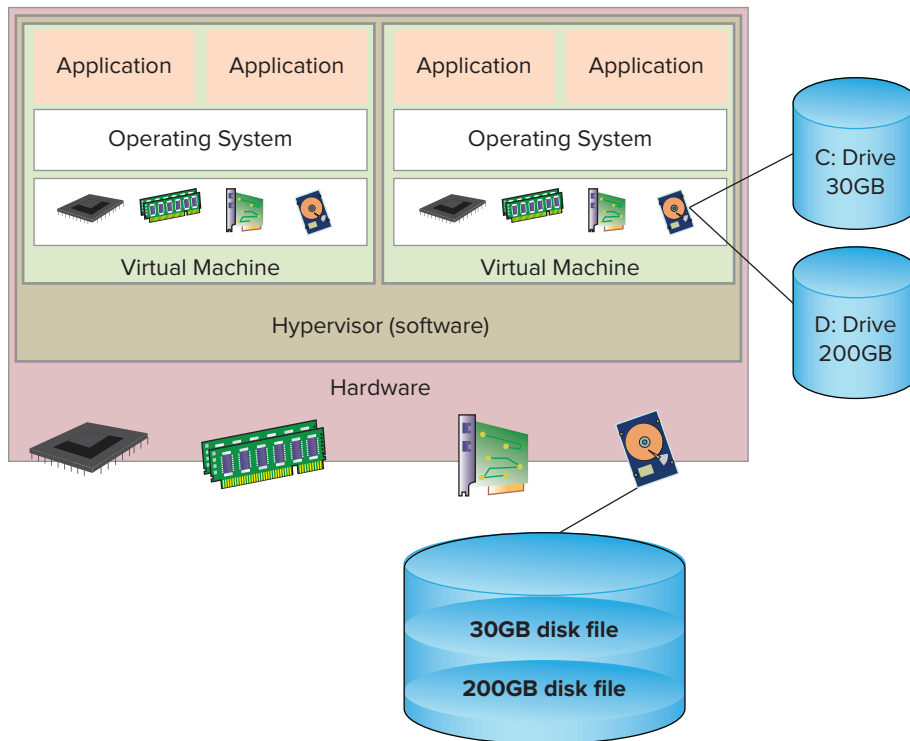 Application
Application
Application
Application
Operating System
Operating System
Virtual Machine
Virtual Machine
Hypervisor (software)
Hardware
C: Drive
30GB
D: Drive
200GB
30GB disk file
200GB disk file